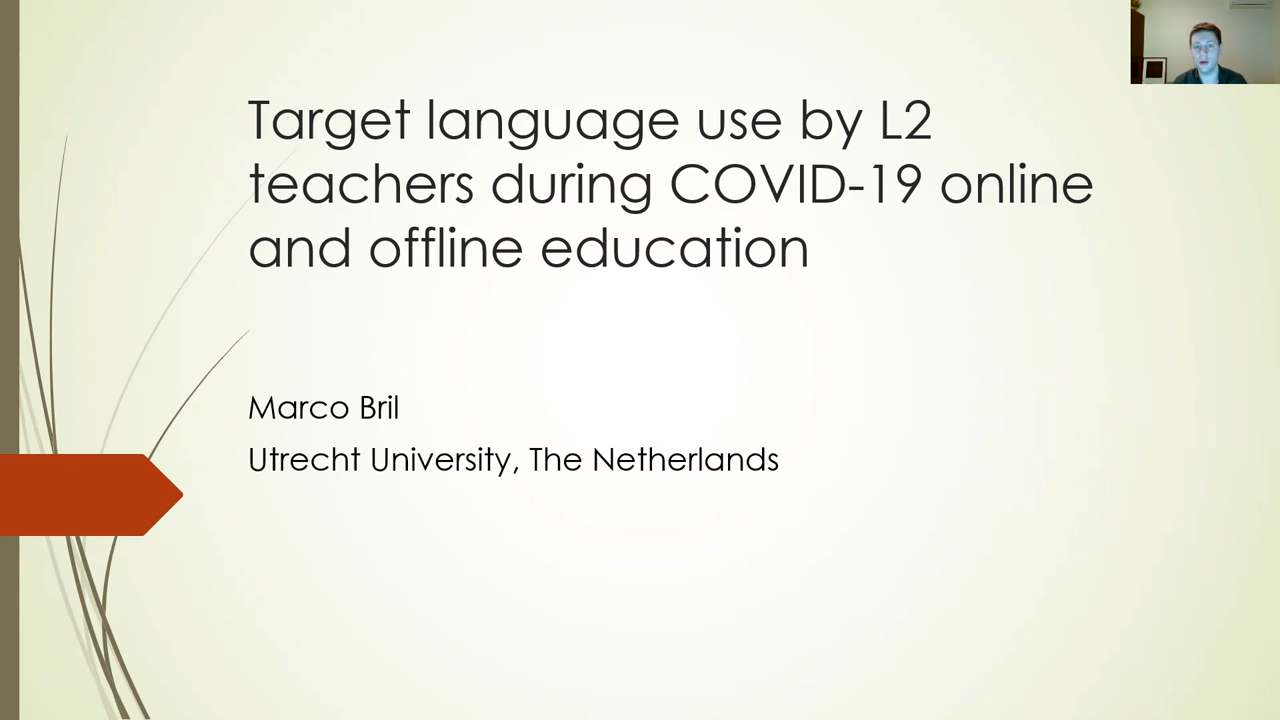 Target language use by L2
teachers during COVID-19 online
and offline education
Marco Bril
Utrecht University, The Netherlands